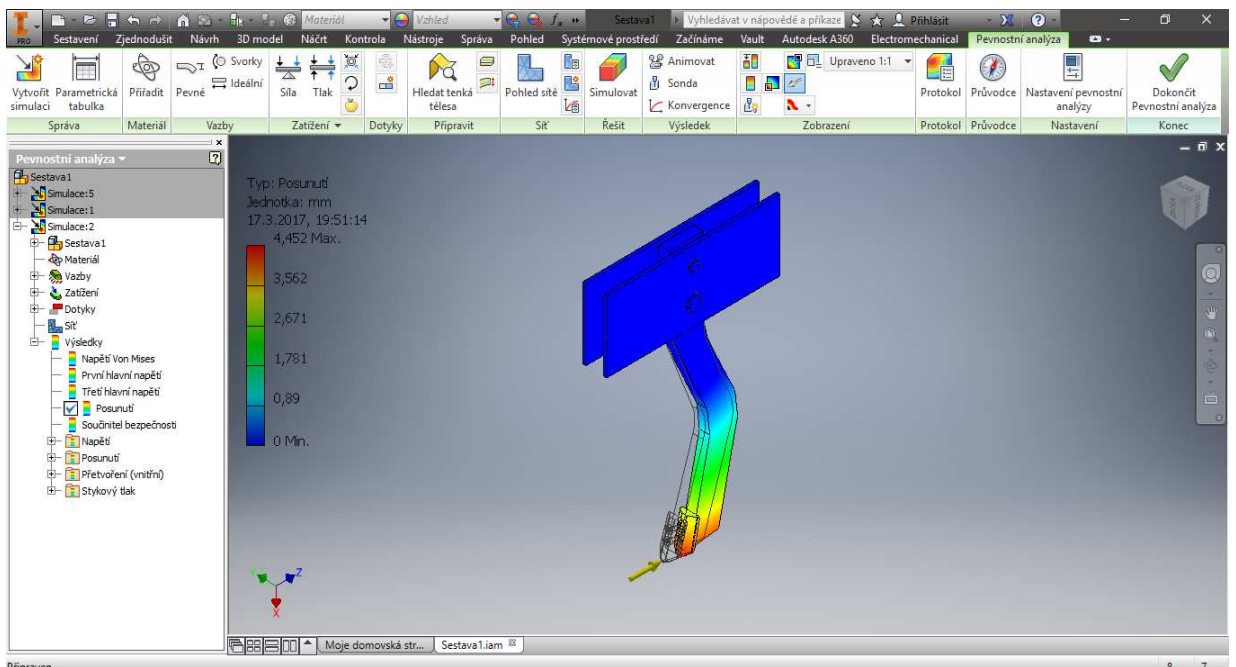 PRO
Materiál
Vzhled
Sestava1
Vyhledávat v nápovědě a příkaze
Přihlásit
Sestavení Zjednodušit Návrh 3D model Náčrt Kontrola Nástroje Správa Pohled Systémové prostředí Začínáme Vault Autodesk A360 Electromechanical Pevnostní analýza
Vytvořit simulaci
Parametrická tabulka
Přiřadit
Pevné
Svorky
Ideální
Síla
Tlak
Hledat tenká tělesa
Pohled sítě
Simulovat
Animovat
Sonda
Konvergence
Upraveno 1:1
Protokol
Průvodce
Nastavení pevnostní analýzy
Dokončit Pevnostní analýza
Správa Materiál Vazby Zatížení Dotyky Připravit Síť Řešit Výsledek Zobrazení Protokol Průvodce Nastavení Konec
Pevnostní analýza
Sestava1
Simulace:5
Simulace:1
Simulace:2
Sestava1
Materiál
Vazby
Zatížení
Dotyky
Síť
Výsledky
Napětí Von Mises
První hlavní napětí
Třetí hlavní napětí
Posunutí
Součinitel bezpečnosti
Napětí
Posunutí
Přetvoření (vnitřní)
Stykový tlak
Typ: Posunutí
Jednotka: mm
17.3.2017, 19:51:14
4,452 Max.
3,562
2,671
1,781
0,89
0 Min.
Y
Z
X
Moje domovská str...
Sestava1.iam
Připraven
8 7